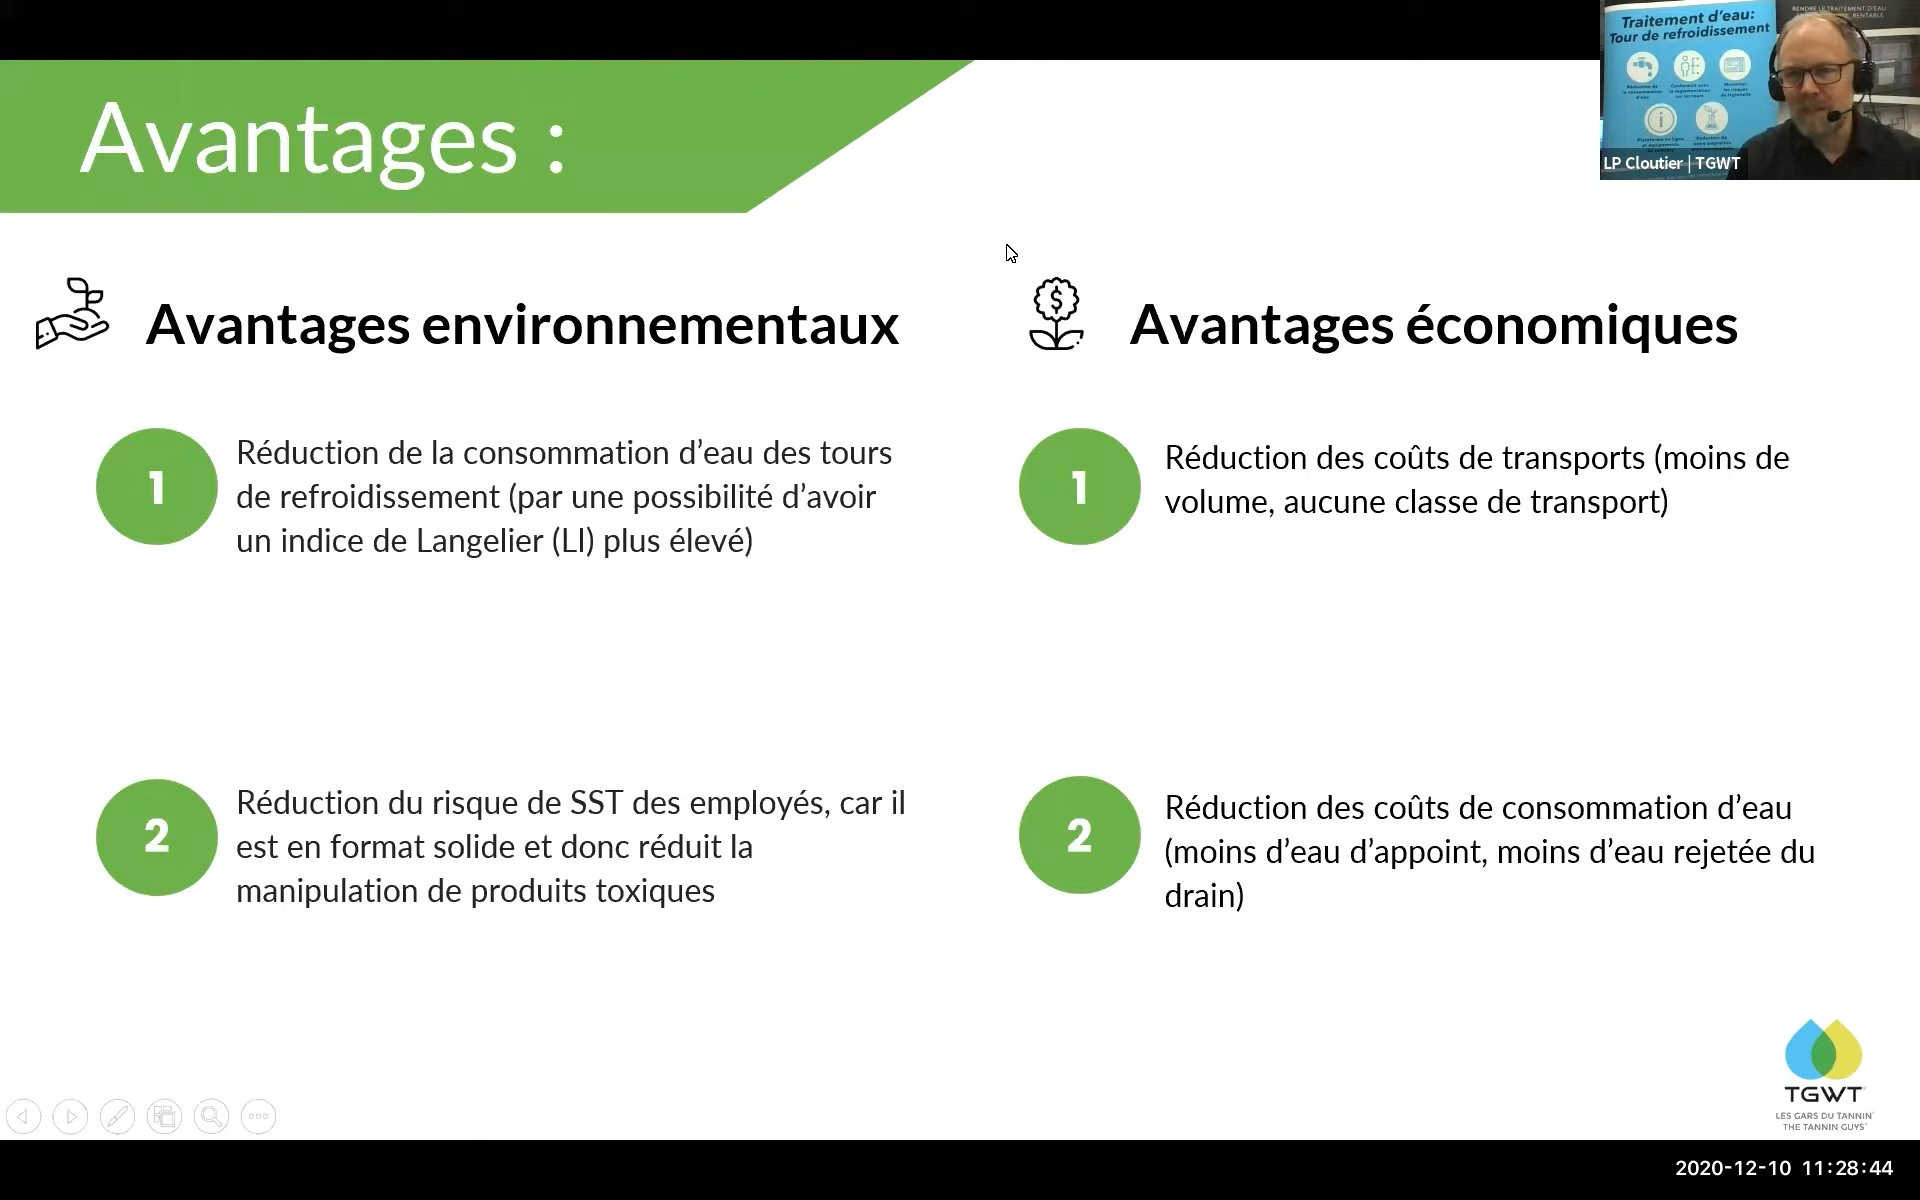 Avantages :
Traitement d'eau:
Tour de refroidissement
RENDRE LE TRAITEMENT D'EAU
LP Cloutier | TGWT
Avantages environnementaux
1
Réduction de la consommation d’eau des tours
de refroidissement (par une possibilité d’avoir
un indice de Langelier (LI) plus élevé)
2
Réduction du risque de SST des employés, car il
est en format solide et donc réduit la
manipulation de produits toxiques
Avantages économiques
1
Réduction des coûts de transports (moins de
volume, aucune classe de transport)
2
Réduction des coûts de consommation d’eau
(moins d’eau d’appoint, moins d’eau rejetée du
drain)
TGWT
LES GARS DU TANNIN
THE TANNIN GUYS
2020-12-10 11:28:44